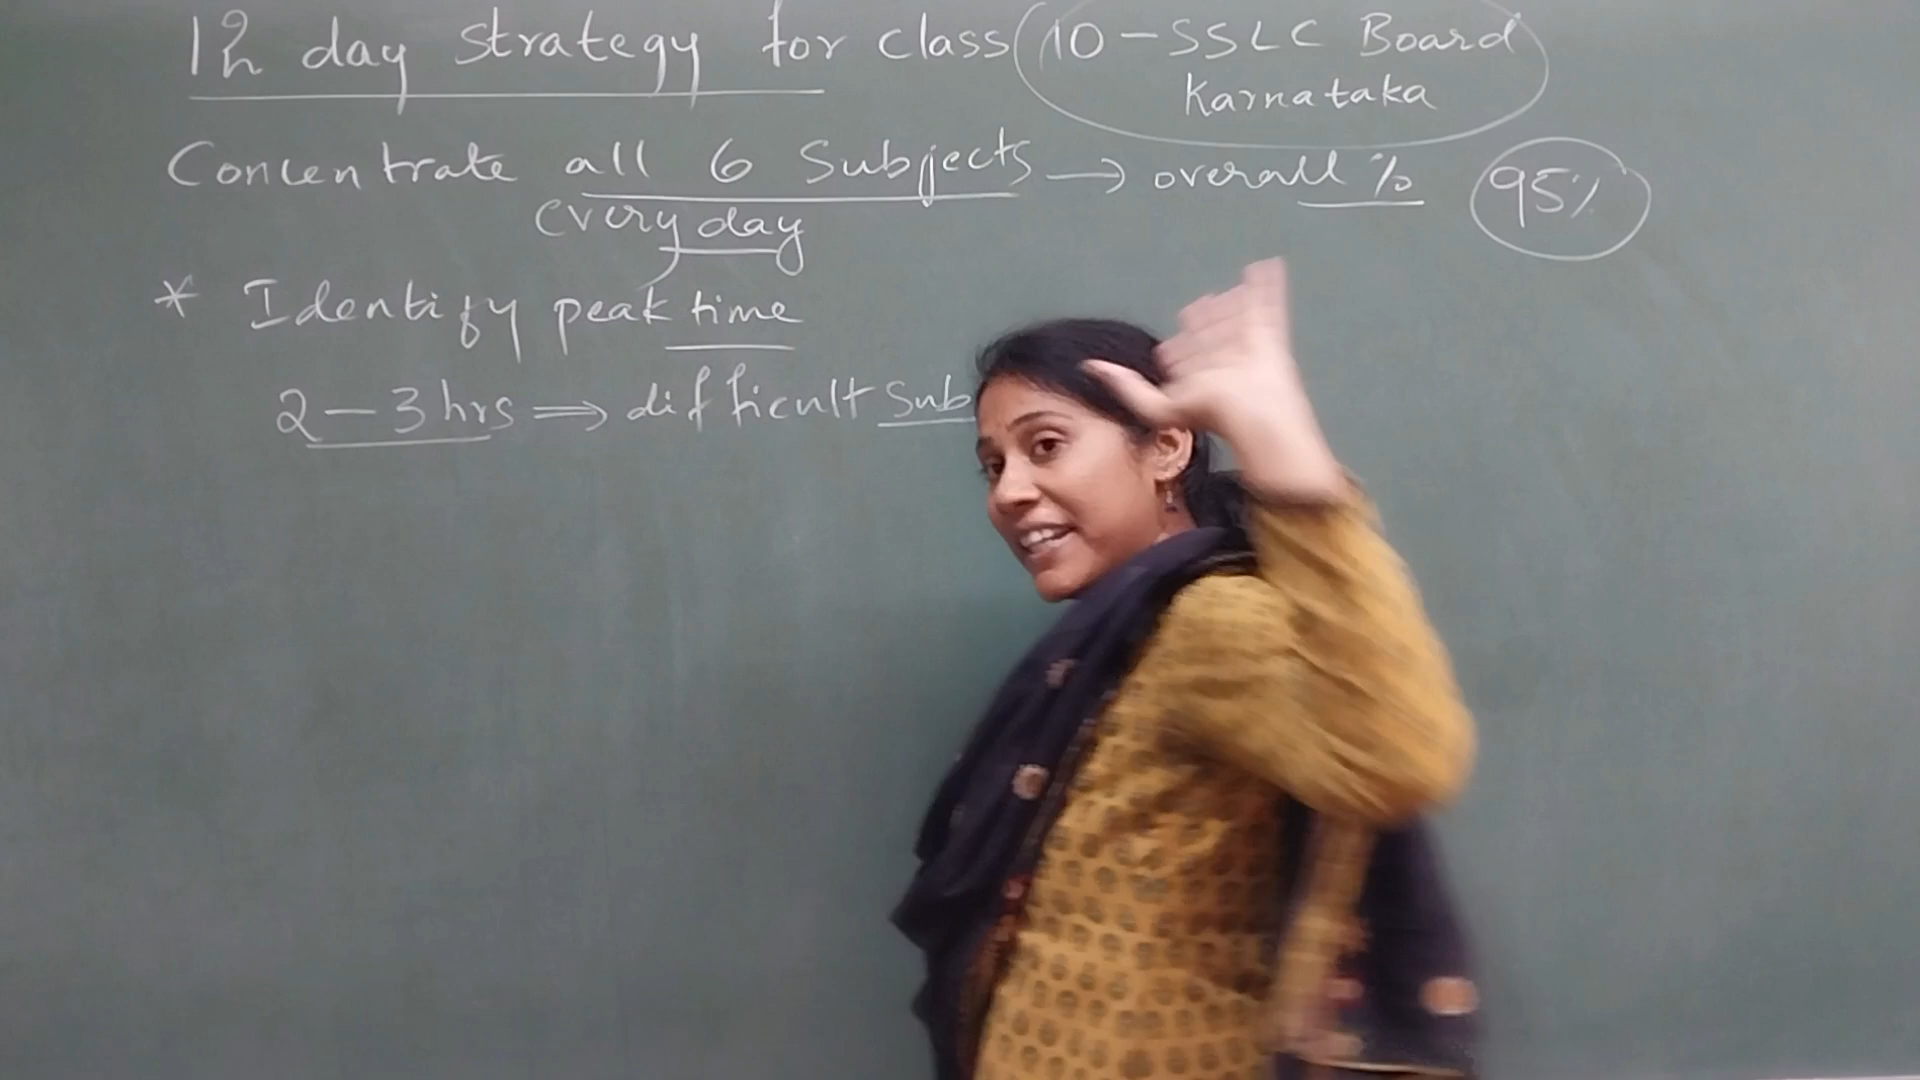 day strategy for class 10 - SSLC Board
Karnataka
Concentrate all 6 Subjects → overall % 95%
every day
* Identify peak time
2 - 3 hrs ⇒ difficult Sub